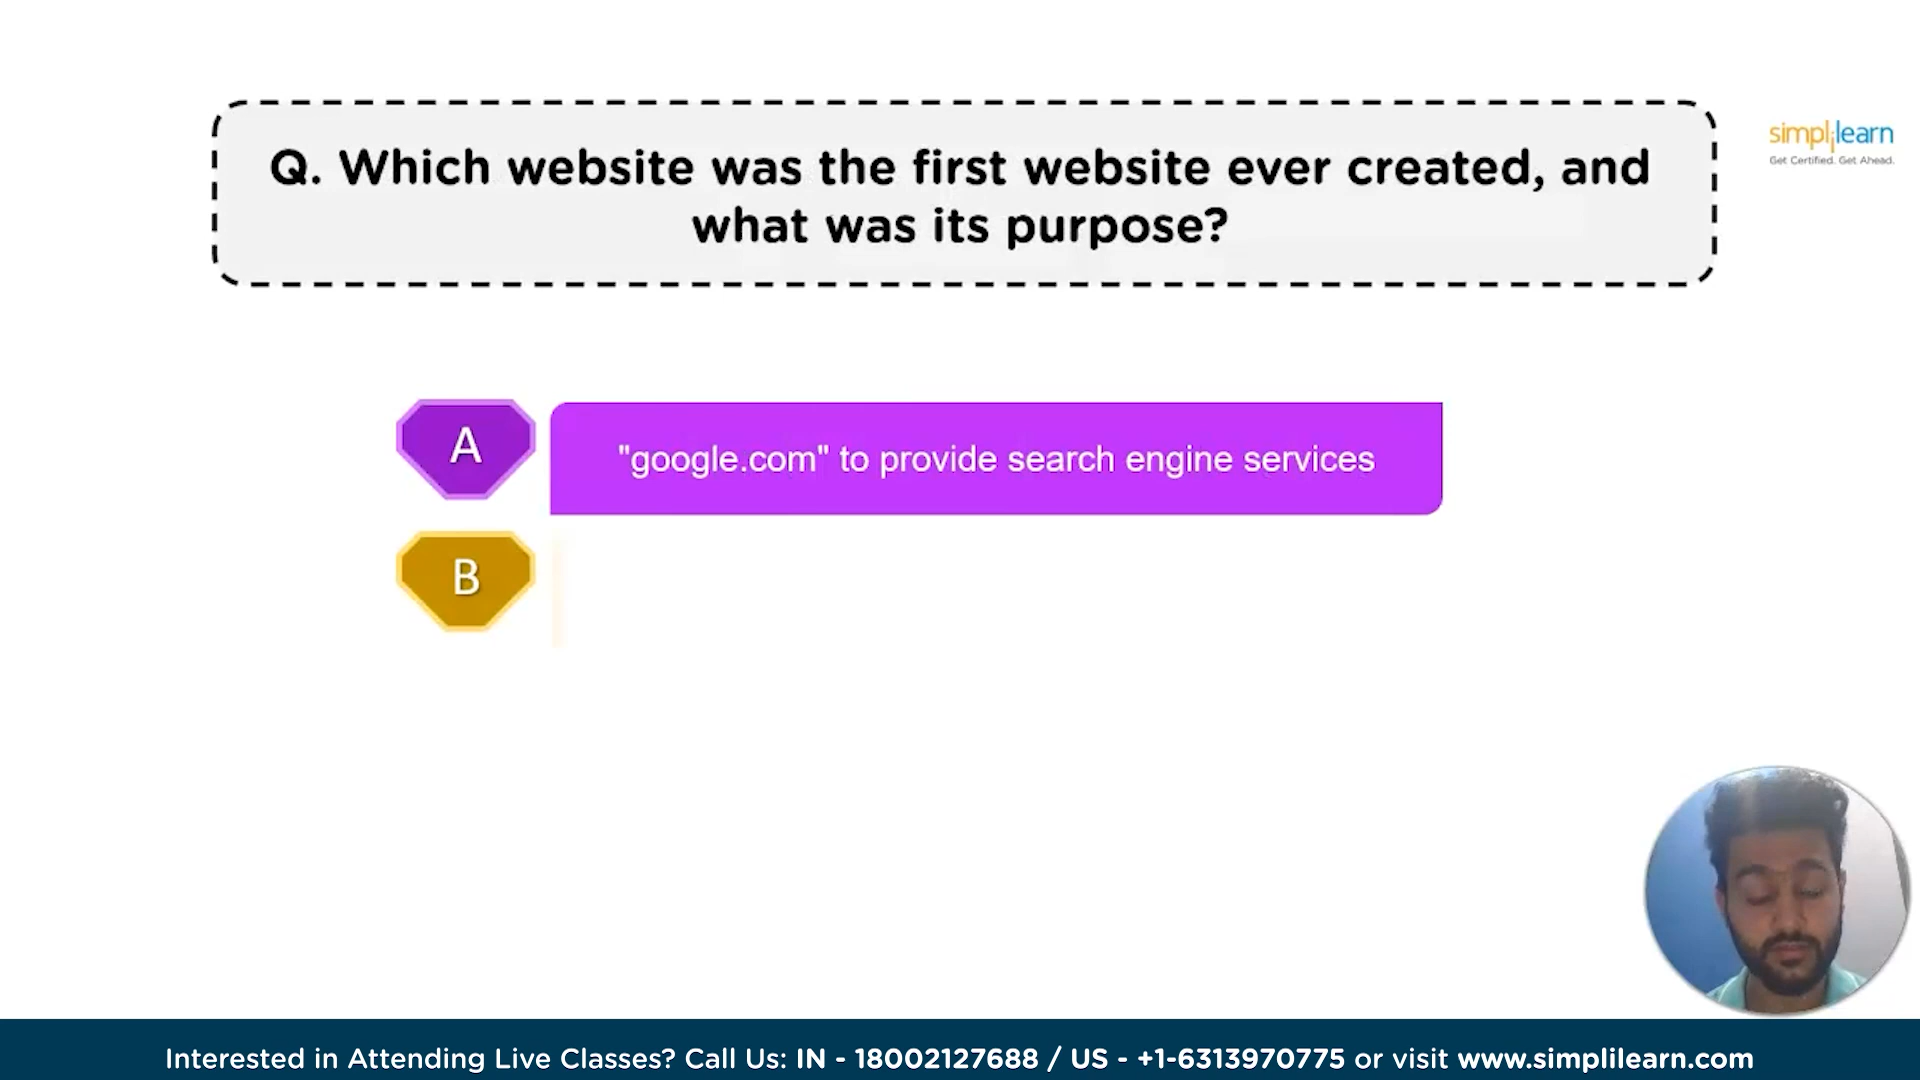 Q. Which website was the first website ever created, and
what was its purpose?
simplilearn
Get Certified. Get Ahead.
A
"google.com" to provide search engine services
B
Interested in Attending Live Classes? Call Us: IN - 18002127688 / US - +1-6313970775 or visit www.simplilearn.com